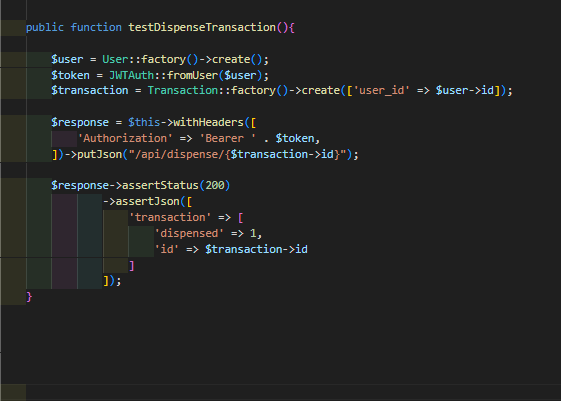 public function testDispenseTransaction(){
$user = User::factory()->create();
$token = JWTAuth::fromUser($user);
$transaction = Transaction::factory()->create(['user_id' => $user->id]);
$response = $this->withHeaders([
'Authorization' => 'Bearer ' . $token,
])->putJson("/api/dispense/{$transaction->id}");
$response->assertStatus(200)
->assertJson([
'transaction' => [
'dispensed' => 1,
'id' => $transaction->id
]
]);
}